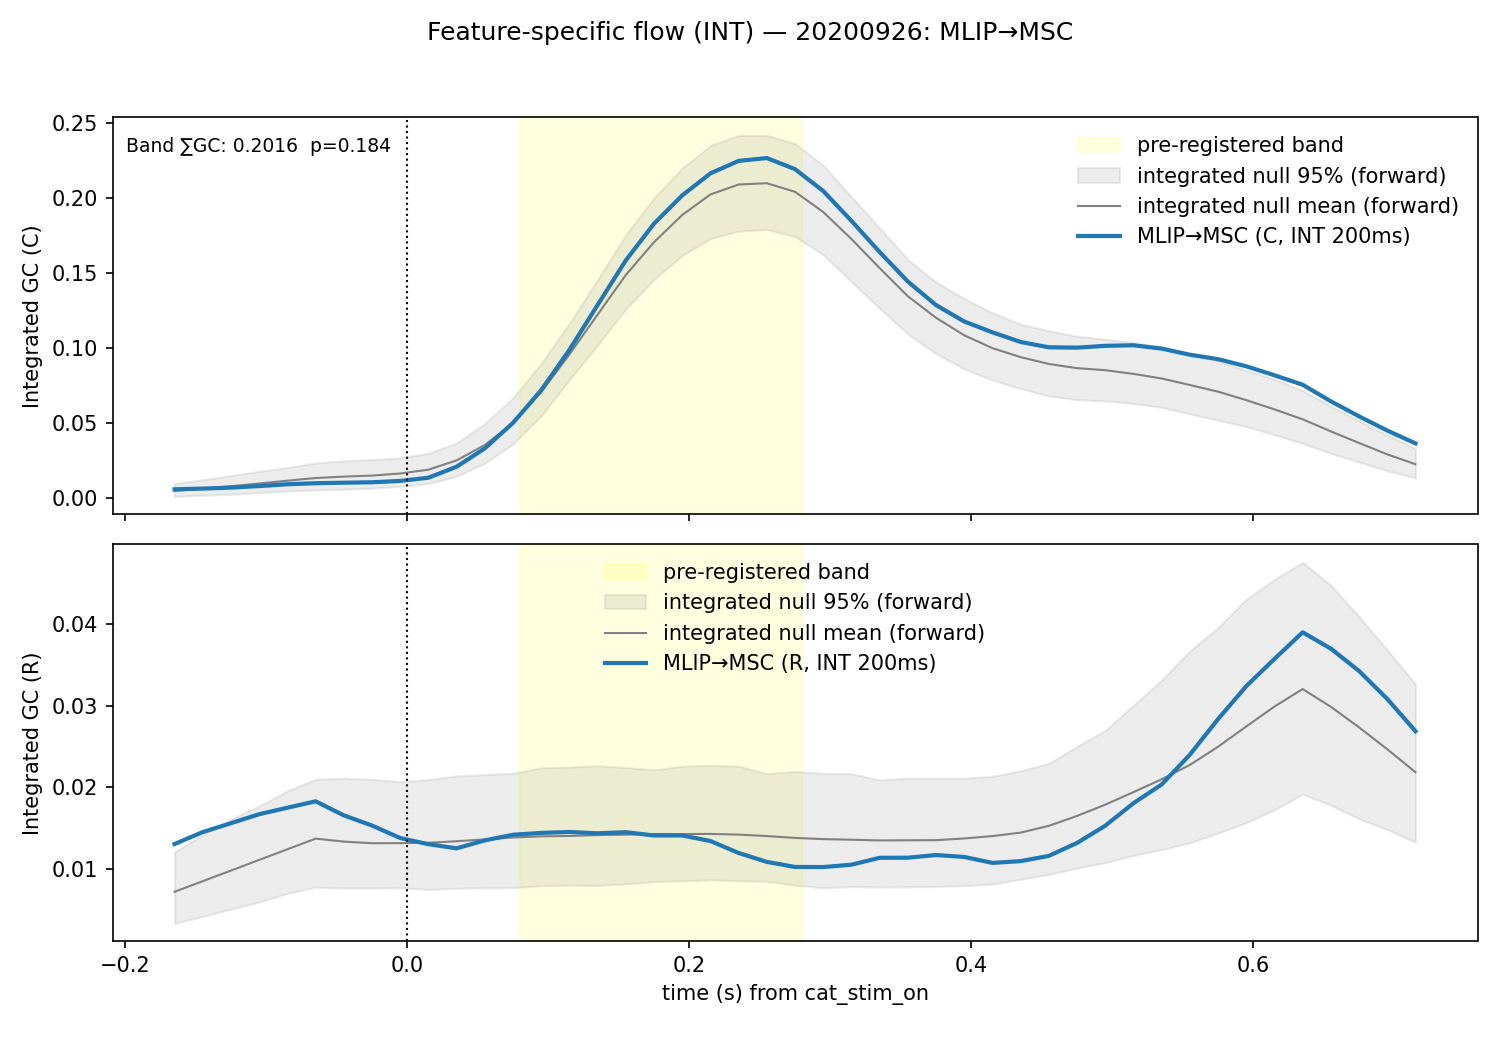 Feature-specific flow (INT) — 20200926: MLIP→MSC
Integrated GC (C)
0.25
0.20
0.15
0.10
0.05
0.00
Band ∑GC: 0.2016  p=0.184
pre-registered band
integrated null 95% (forward)
integrated null mean (forward)
MLIP→MSC (C, INT 200ms)
Integrated GC (R)
0.04
0.03
0.02
0.01
pre-registered band
integrated null 95% (forward)
integrated null mean (forward)
MLIP→MSC (R, INT 200ms)
−0.2 0.0 0.2 0.4 0.6
time (s) from cat_stim_on